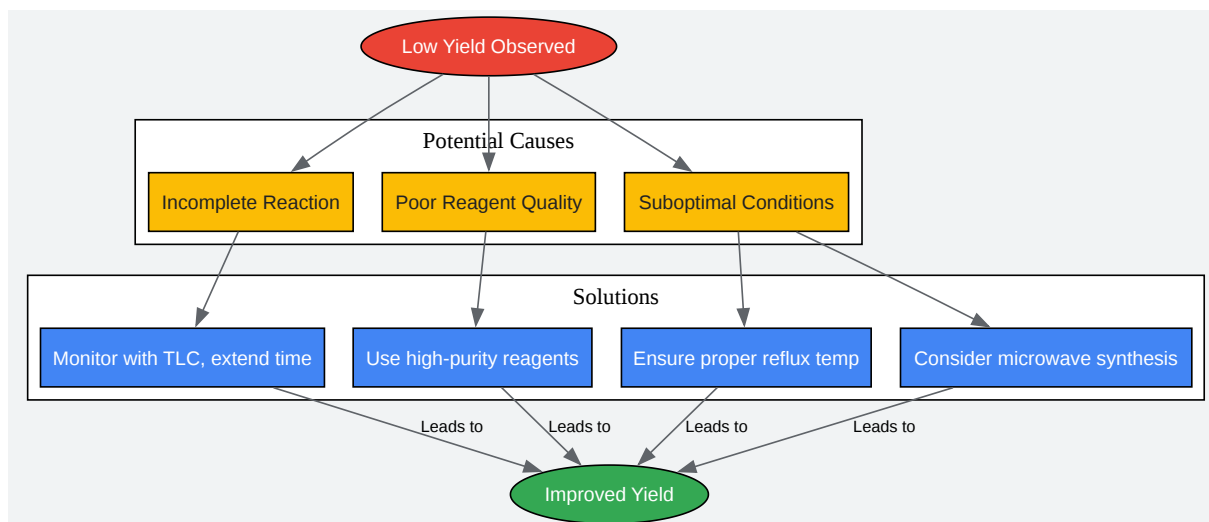 Low Yield Observed
Potential Causes
Incomplete Reaction
Poor Reagent Quality
Suboptimal Conditions
Solutions
Monitor with TLC, extend time
Use high-purity reagents
Ensure proper reflux temp
Consider microwave synthesis
Leads to
Leads to
Leads to
Leads to
Improved Yield